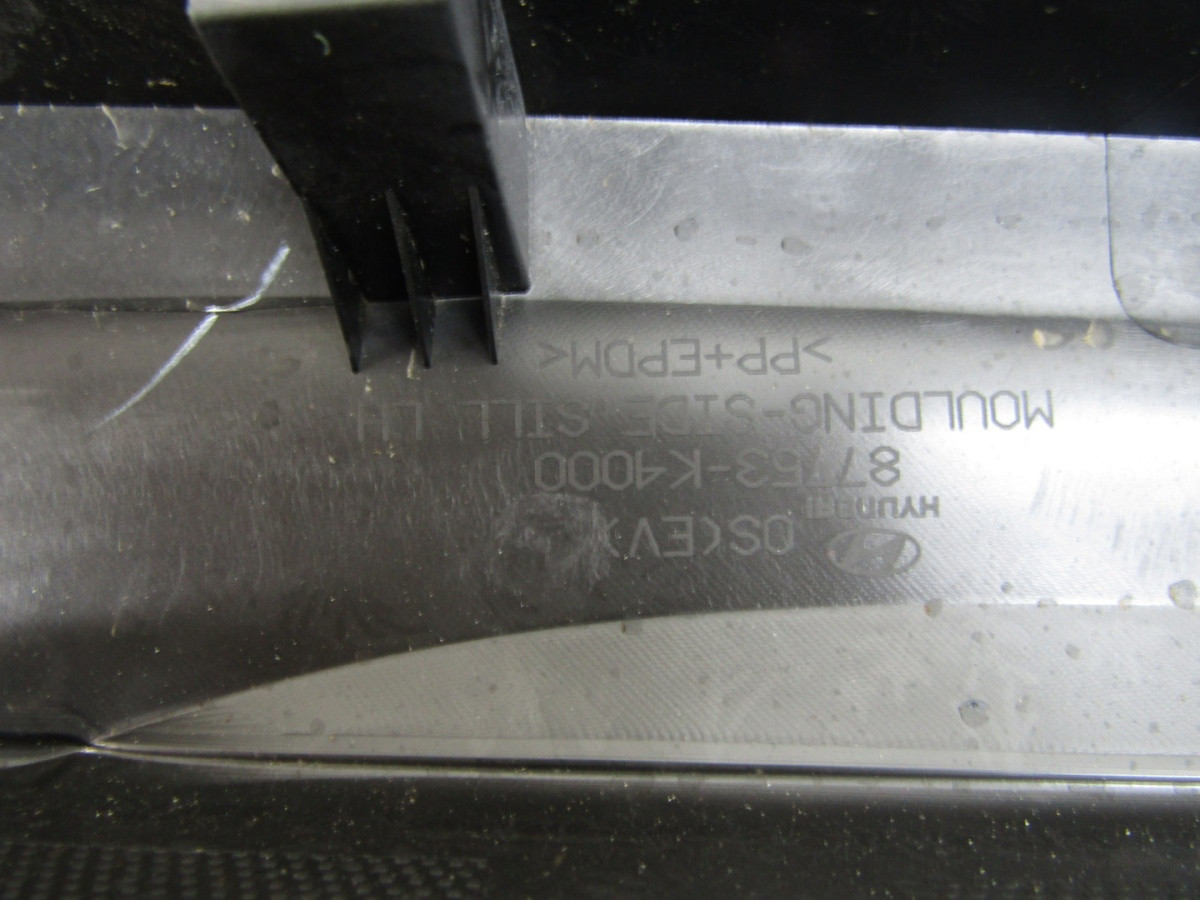 HYUNDAI OS(EV)
87753-K4000
MOULDING-SIDE SILL LH
>PP+EPDM<